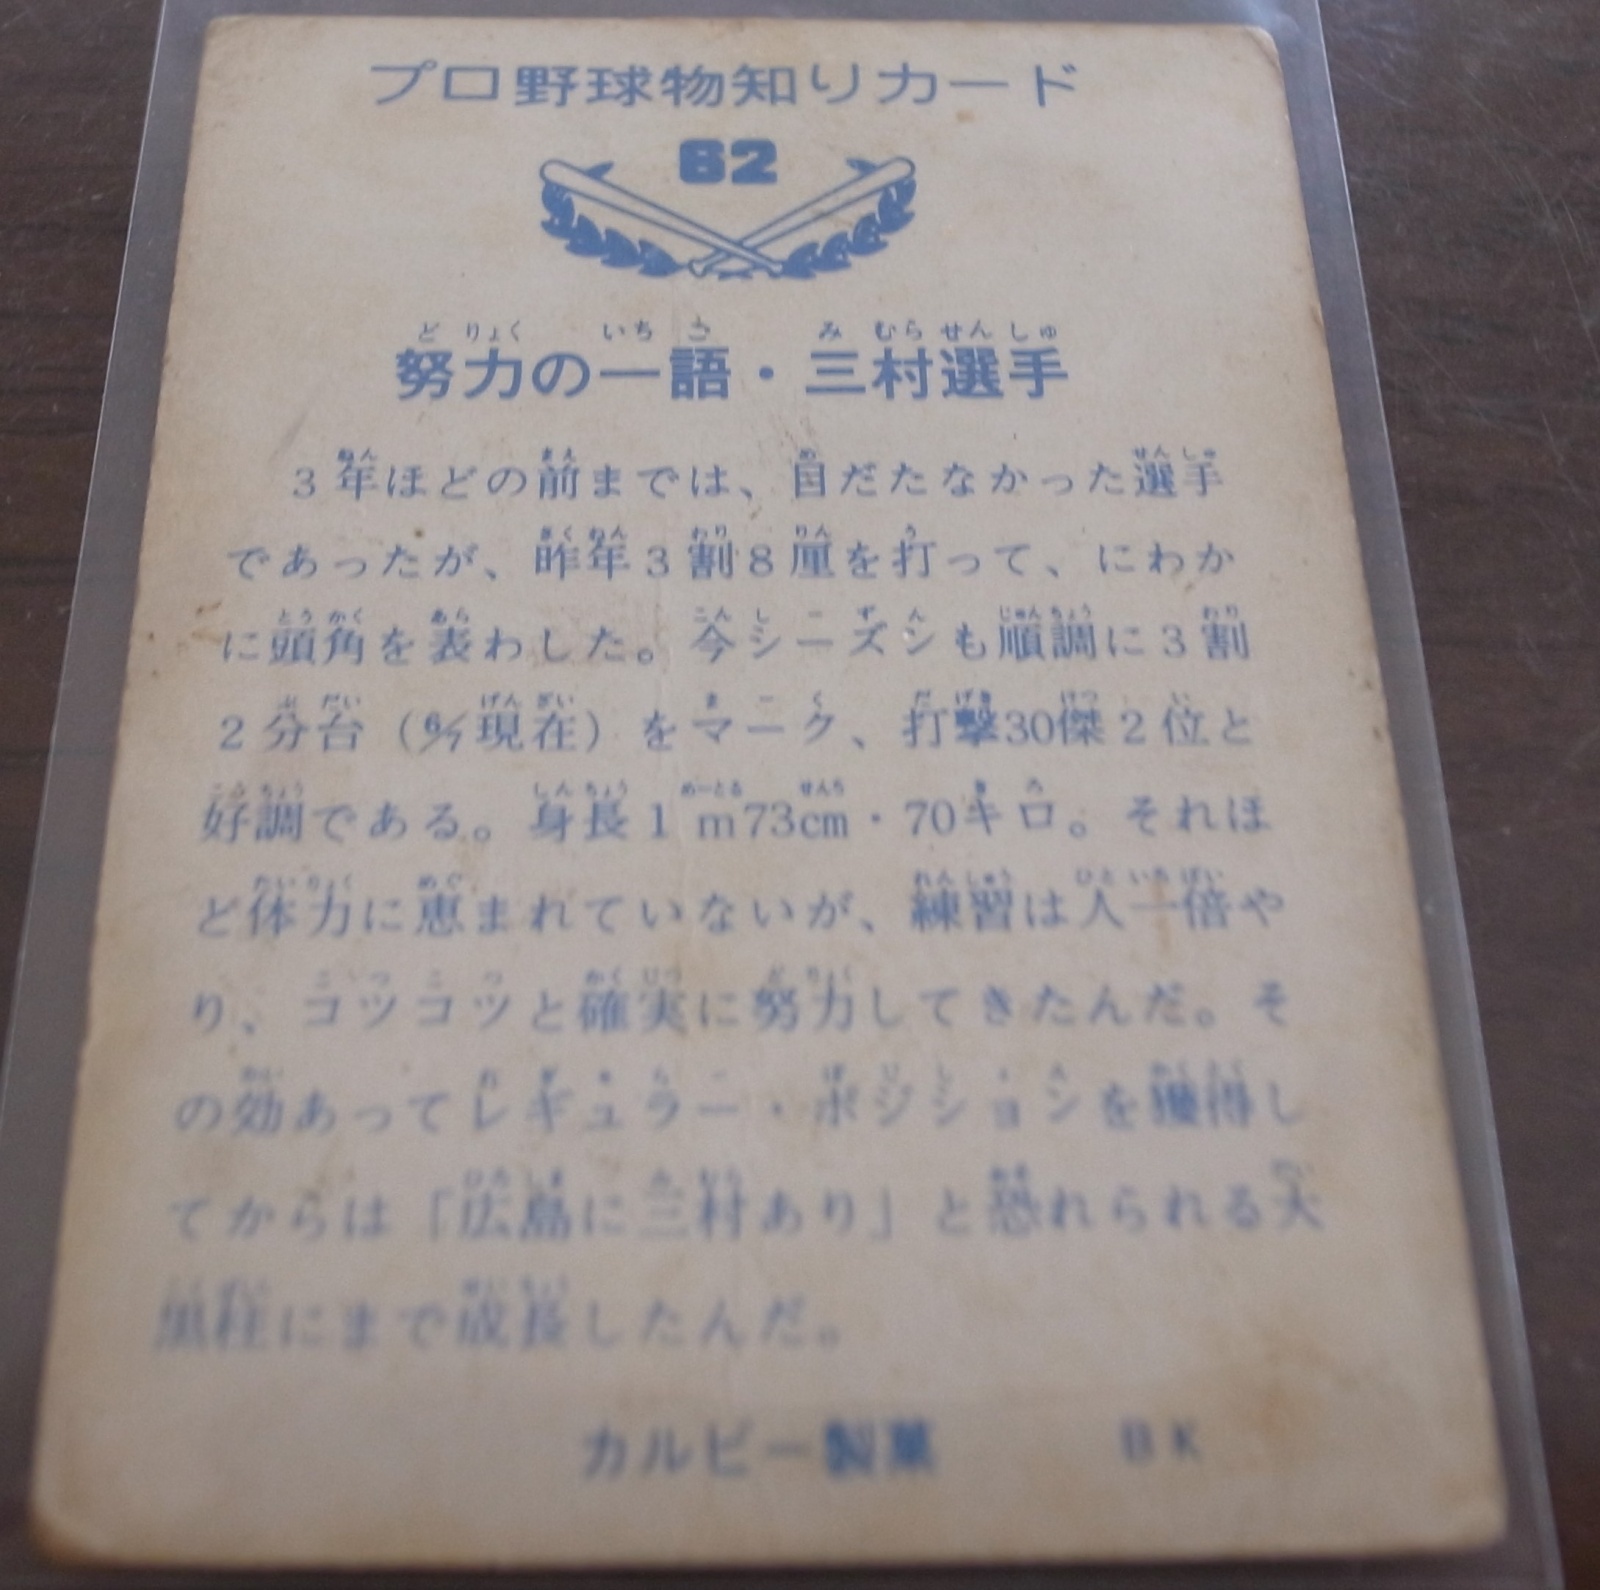 プロ野球物知りカード
62
努力の一語・三村選手
3年ほどの前までは、目だたなかった選手
であったが、昨年3割8厘を打って、にわか
に頭角を表わした。今シーズンも順調に3割
2分台（6/7現在）をマーク、打撃30傑2位と
好調である。身長1m73cm・70キロ。それほ
ど体力に恵まれていないが、練習は人一倍や
り、コツコツと確実に努力してきたんだ。そ
の効あってレギュラー・ポジションを獲得し
てからは「広島に三村あり」と恐れられる大
黒柱にまで成長したんだ。
カルビー製菓 BK